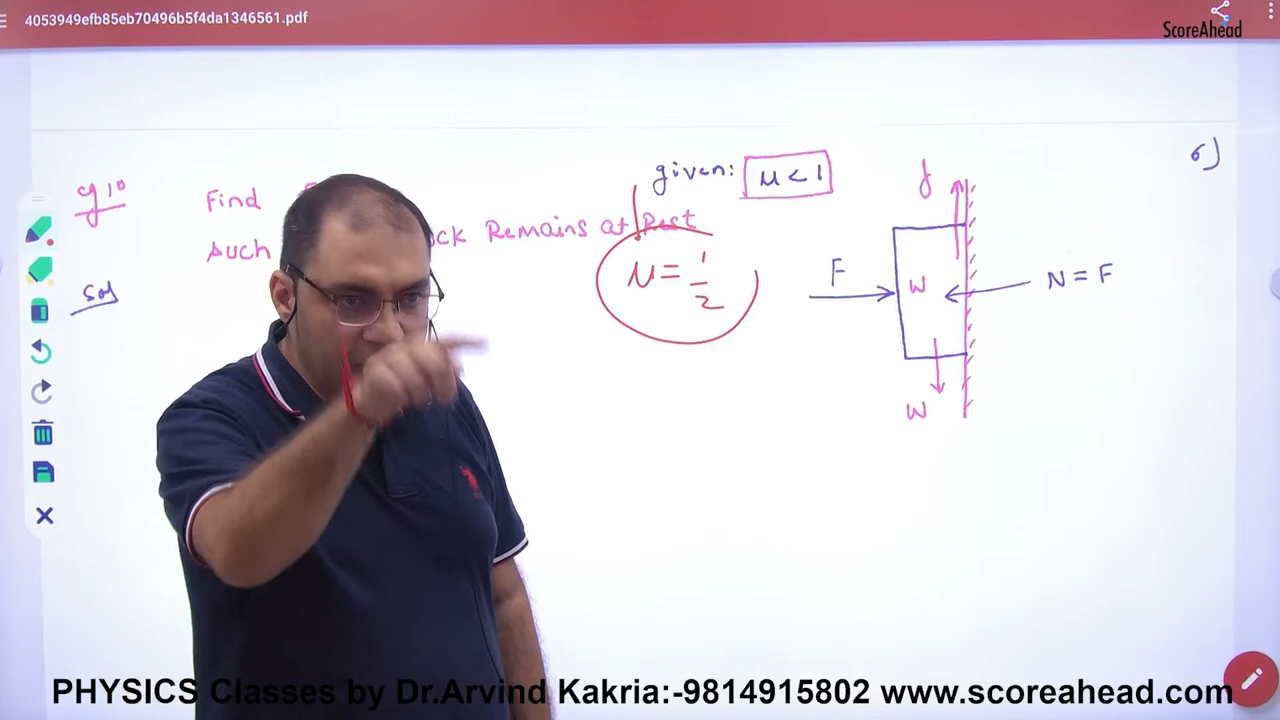 4053949efb85eb70496b5f4da1346561.pdf
ScoreAhead
eg 10
Find
given: μ < 1
Such ck Remains at Rest
Sol
μ = 1/2
f
F
W
N = F
W
6)
PHYSICS Classes by Dr.Arvind Kakria:-9814915802 www.scoreahead.com